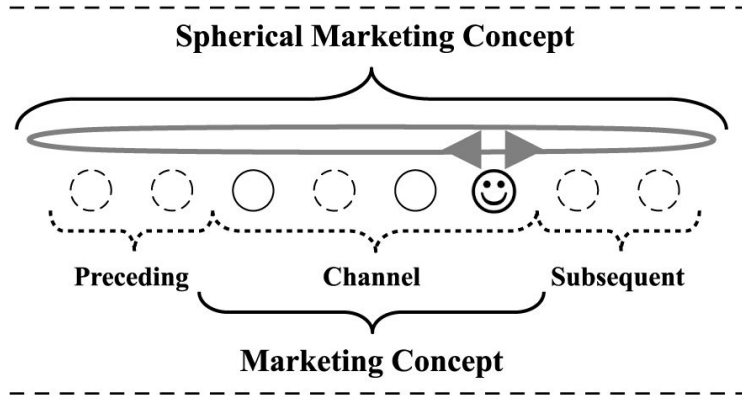 Spherical Marketing Concept
Preceding Channel Subsequent
Marketing Concept